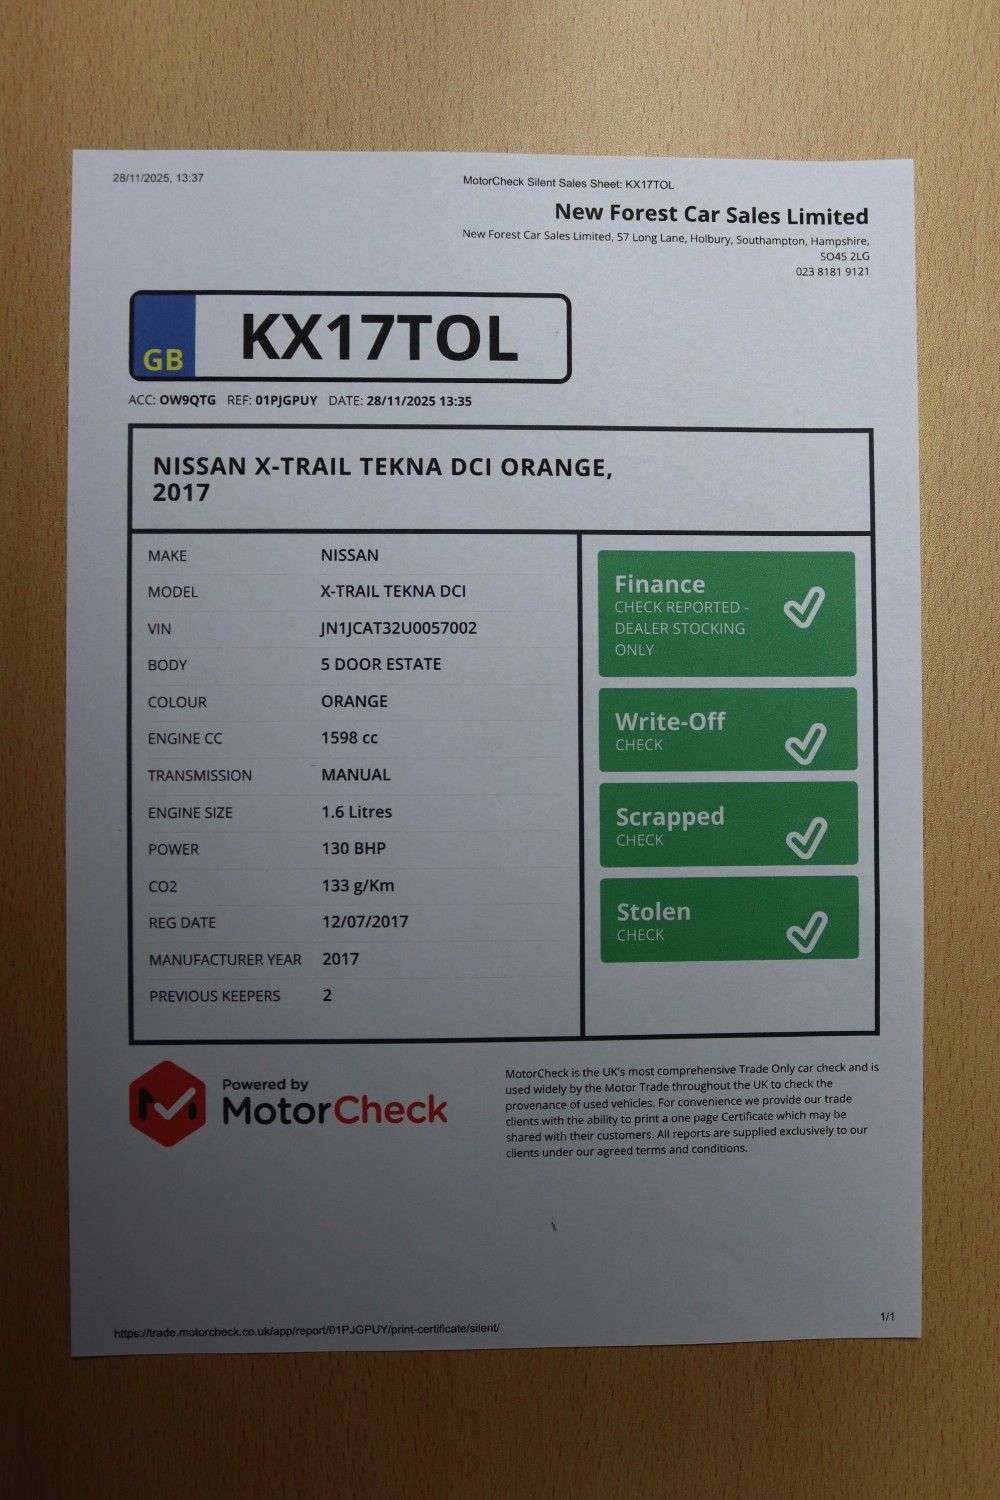 28/11/2025, 13:37
MotorCheck Silent Sales Sheet: KX17TOL
New Forest Car Sales Limited
New Forest Car Sales Limited, 57 Long Lane, Holbury, Southampton, Hampshire,
SO45 2LG
023 8181 9121
GB
KX17TOL
ACC: OW9QTG REF: 01PJGPUY DATE: 28/11/2025 13:35
NISSAN X-TRAIL TEKNA DCI ORANGE,
2017
MAKE NISSAN
MODEL X-TRAIL TEKNA DCI
VIN JN1JCAT32U0057002
BODY 5 DOOR ESTATE
COLOUR ORANGE
ENGINE CC 1598 cc
TRANSMISSION MANUAL
ENGINE SIZE 1.6 Litres
POWER 130 BHP
CO2 133 g/Km
REG DATE 12/07/2017
MANUFACTURER YEAR 2017
PREVIOUS KEEPERS 2
Finance
CHECK REPORTED -
DEALER STOCKING
ONLY
Write-Off
CHECK
Scrapped
CHECK
Stolen
CHECK
Powered by
MotorCheck
MotorCheck is the UK's most comprehensive Trade Only car check and is
used widely by the Motor Trade throughout the UK to check the
provenance of used vehicles. For convenience we provide our trade
clients with the ability to print a one page Certificate which may be
shared with their customers. All reports are supplied exclusively to our
clients under our agreed terms and conditions.
https://trade.motorcheck.co.uk/app/report/01PJGPUY/print-certificate/silent/
1/1